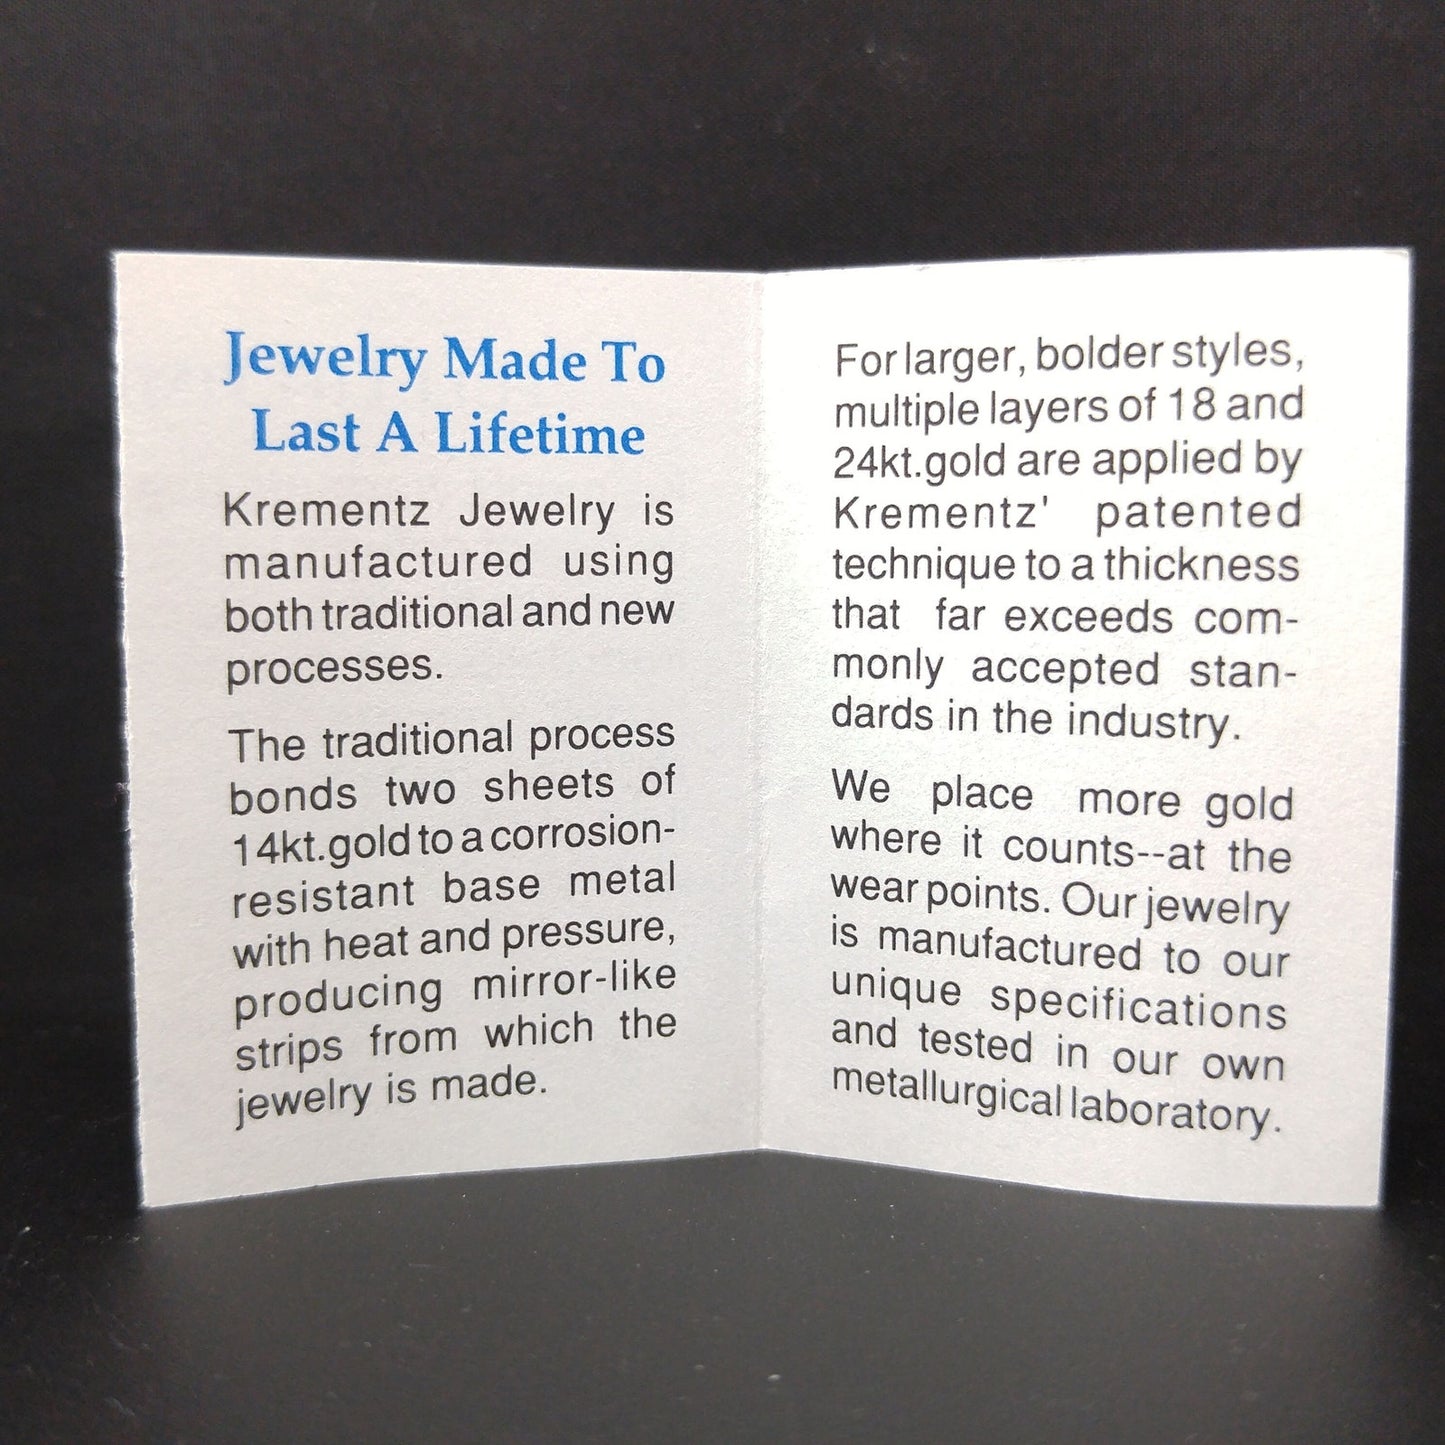 Jewelry Made To
Last A Lifetime
Krementz Jewelry is
manufactured using
both traditional and new
processes.
The traditional process
bonds two sheets of
14kt.gold to a corrosion-
resistant base metal
with heat and pressure,
producing mirror-like
strips from which the
jewelry is made.
For larger, bolder styles,
multiple layers of 18 and
24kt.gold are applied by
Krementz' patented
technique to a thickness
that far exceeds com-
monly accepted stan-
dards in the industry.
We place more gold
where it counts--at the
wear points. Our jewelry
is manufactured to our
unique specifications
and tested in our own
metallurgical laboratory.